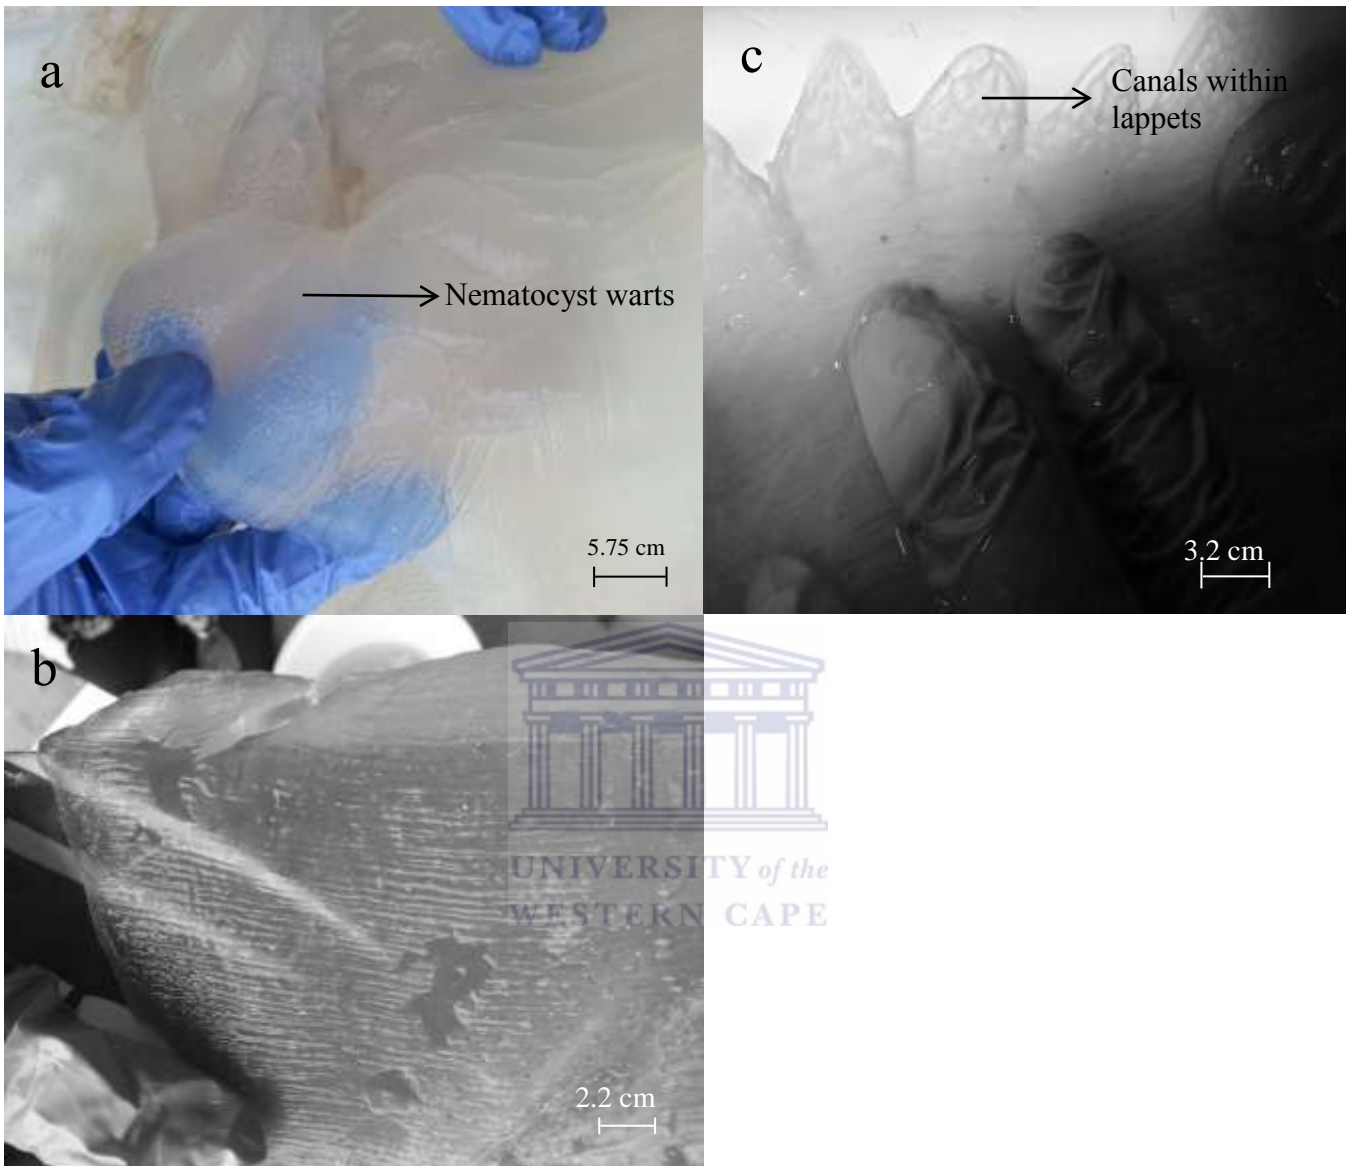 a
Nematocyst warts
5.75 cm
c
Canals within
lappets
3.2 cm
b
2.2 cm
UNIVERSITY of the
WESTERN CAPE